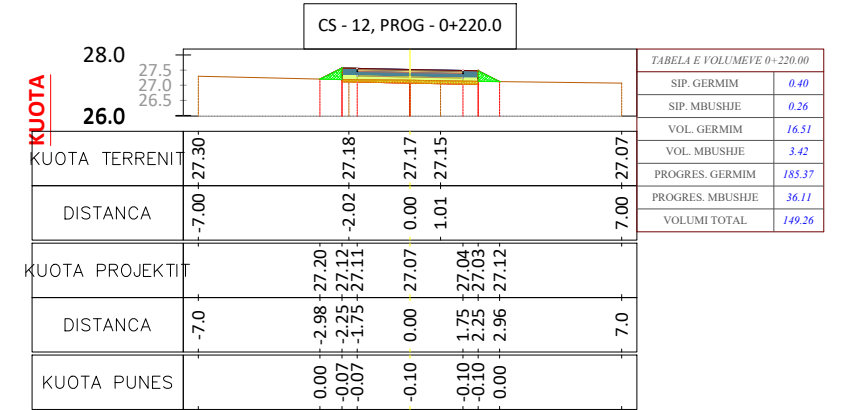 CS - 12, PROG - 0+220.0
28.0
27.5
27.0
26.5
26.0
KUOTA
TABELA E VOLUMEVE 0+220.00
SIP. GERMIM 0.40
SIP. MBUSHJE 0.26
VOL. GERMIM 16.51
VOL. MBUSHJE 3.42
PROGRES. GERMIM 185.37
PROGRES. MBUSHJE 36.11
VOLUMI TOTAL 149.26
KUOTA TERRENIT 27.30 27.18 27.17 27.15 27.07
DISTANCA -7.00 -2.02 0.00 1.01 7.00
KUOTA PROJEKTIT 27.20 27.12 27.11 27.07 27.04 27.03 27.12
DISTANCA -7.0 -2.98 -2.25 -1.75 0.00 1.75 2.25 2.96 7.0
KUOTA PUNES 0.00 -0.07 -0.07 -0.10 -0.10 -0.10 0.00